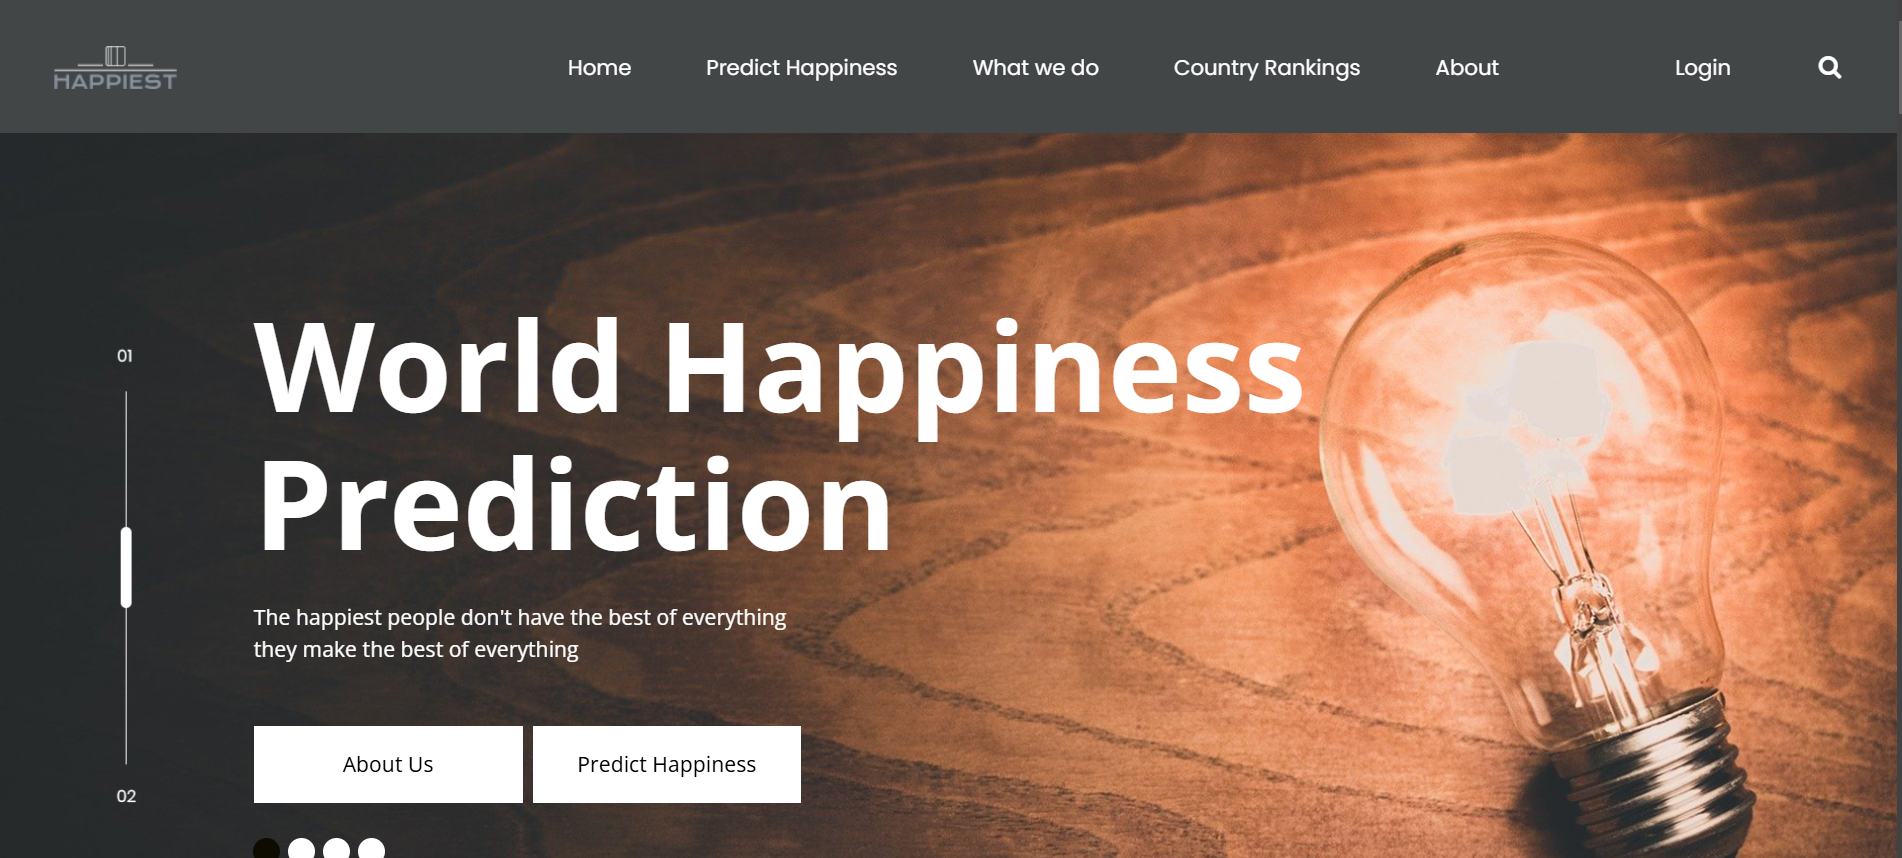 HAPPIEST
Home Predict Happiness What we do Country Rankings About Login
01
World Happiness
Prediction
The happiest people don't have the best of everything
they make the best of everything
About Us Predict Happiness
02